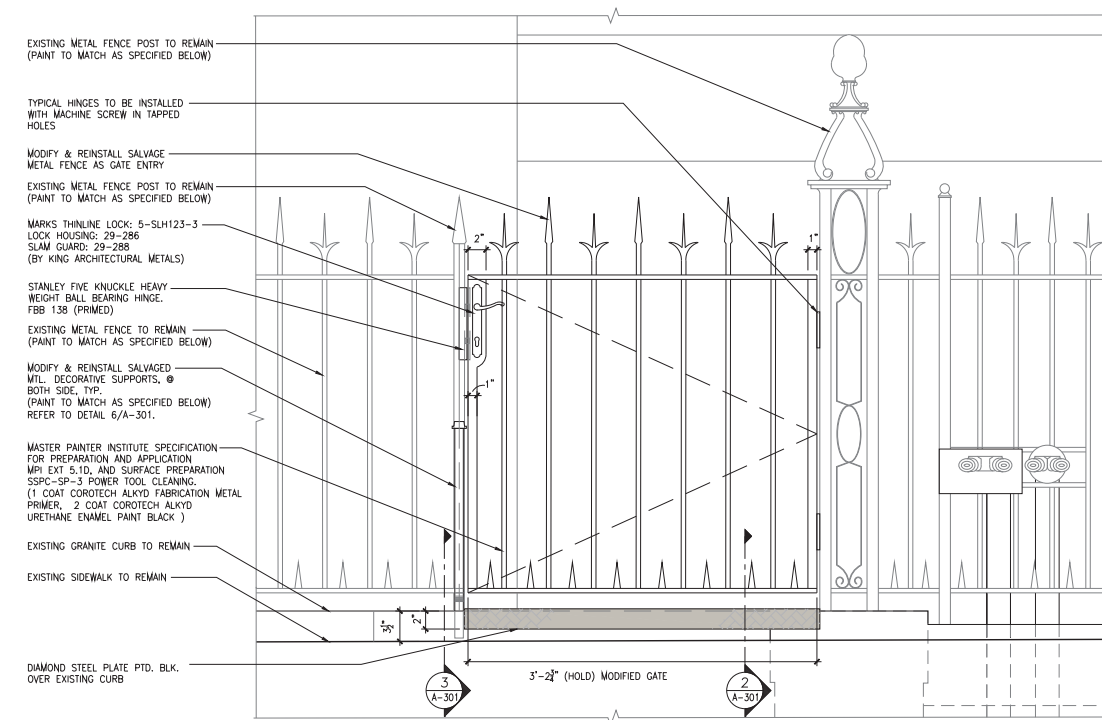 EXISTING METAL FENCE POST TO REMAIN
(PAINT TO MATCH AS SPECIFIED BELOW)
TYPICAL HINGES TO BE INSTALLED
WITH MACHINE SCREW IN TAPPED
HOLES
MODIFY & REINSTALL SALVAGE
METAL FENCE AS GATE ENTRY
EXISTING METAL FENCE POST TO REMAIN
(PAINT TO MATCH AS SPECIFIED BELOW)
MARKS THINLINE LOCK: 5-SLH123-3
LOCK HOUSING: 29-286
SLAM GUARD: 29-288
(BY KING ARCHITECTURAL METALS)
STANLEY FIVE KNUCKLE HEAVY
WEIGHT BALL BEARING HINGE.
FBB 138 (PRIMED)
EXISTING METAL FENCE TO REMAIN
(PAINT TO MATCH AS SPECIFIED BELOW)
MODIFY & REINSTALL SALVAGED
MTL. DECORATIVE SUPPORTS, @
BOTH SIDE, TYP.
(PAINT TO MATCH AS SPECIFIED BELOW)
REFER TO DETAIL 6/A-301.
MASTER PAINTER INSTITUTE SPECIFICATION
FOR PREPARATION AND APPLICATION
MPI EXT 5.1D, AND SURFACE PREPARATION
SSPC-SP-3 POWER TOOL CLEANING.
(1 COAT COROTECH ALKYD FABRICATION METAL
PRIMER, 2 COAT COROTECH ALKYD
URETHANE ENAMEL PAINT BLACK )
EXISTING GRANITE CURB TO REMAIN
EXISTING SIDEWALK TO REMAIN
DIAMOND STEEL PLATE PTD. BLK.
OVER EXISTING CURB
2"
1"
1"
3½"
2"
3'-2¾" (HOLD) MODIFIED GATE
3
A-301
2
A-301